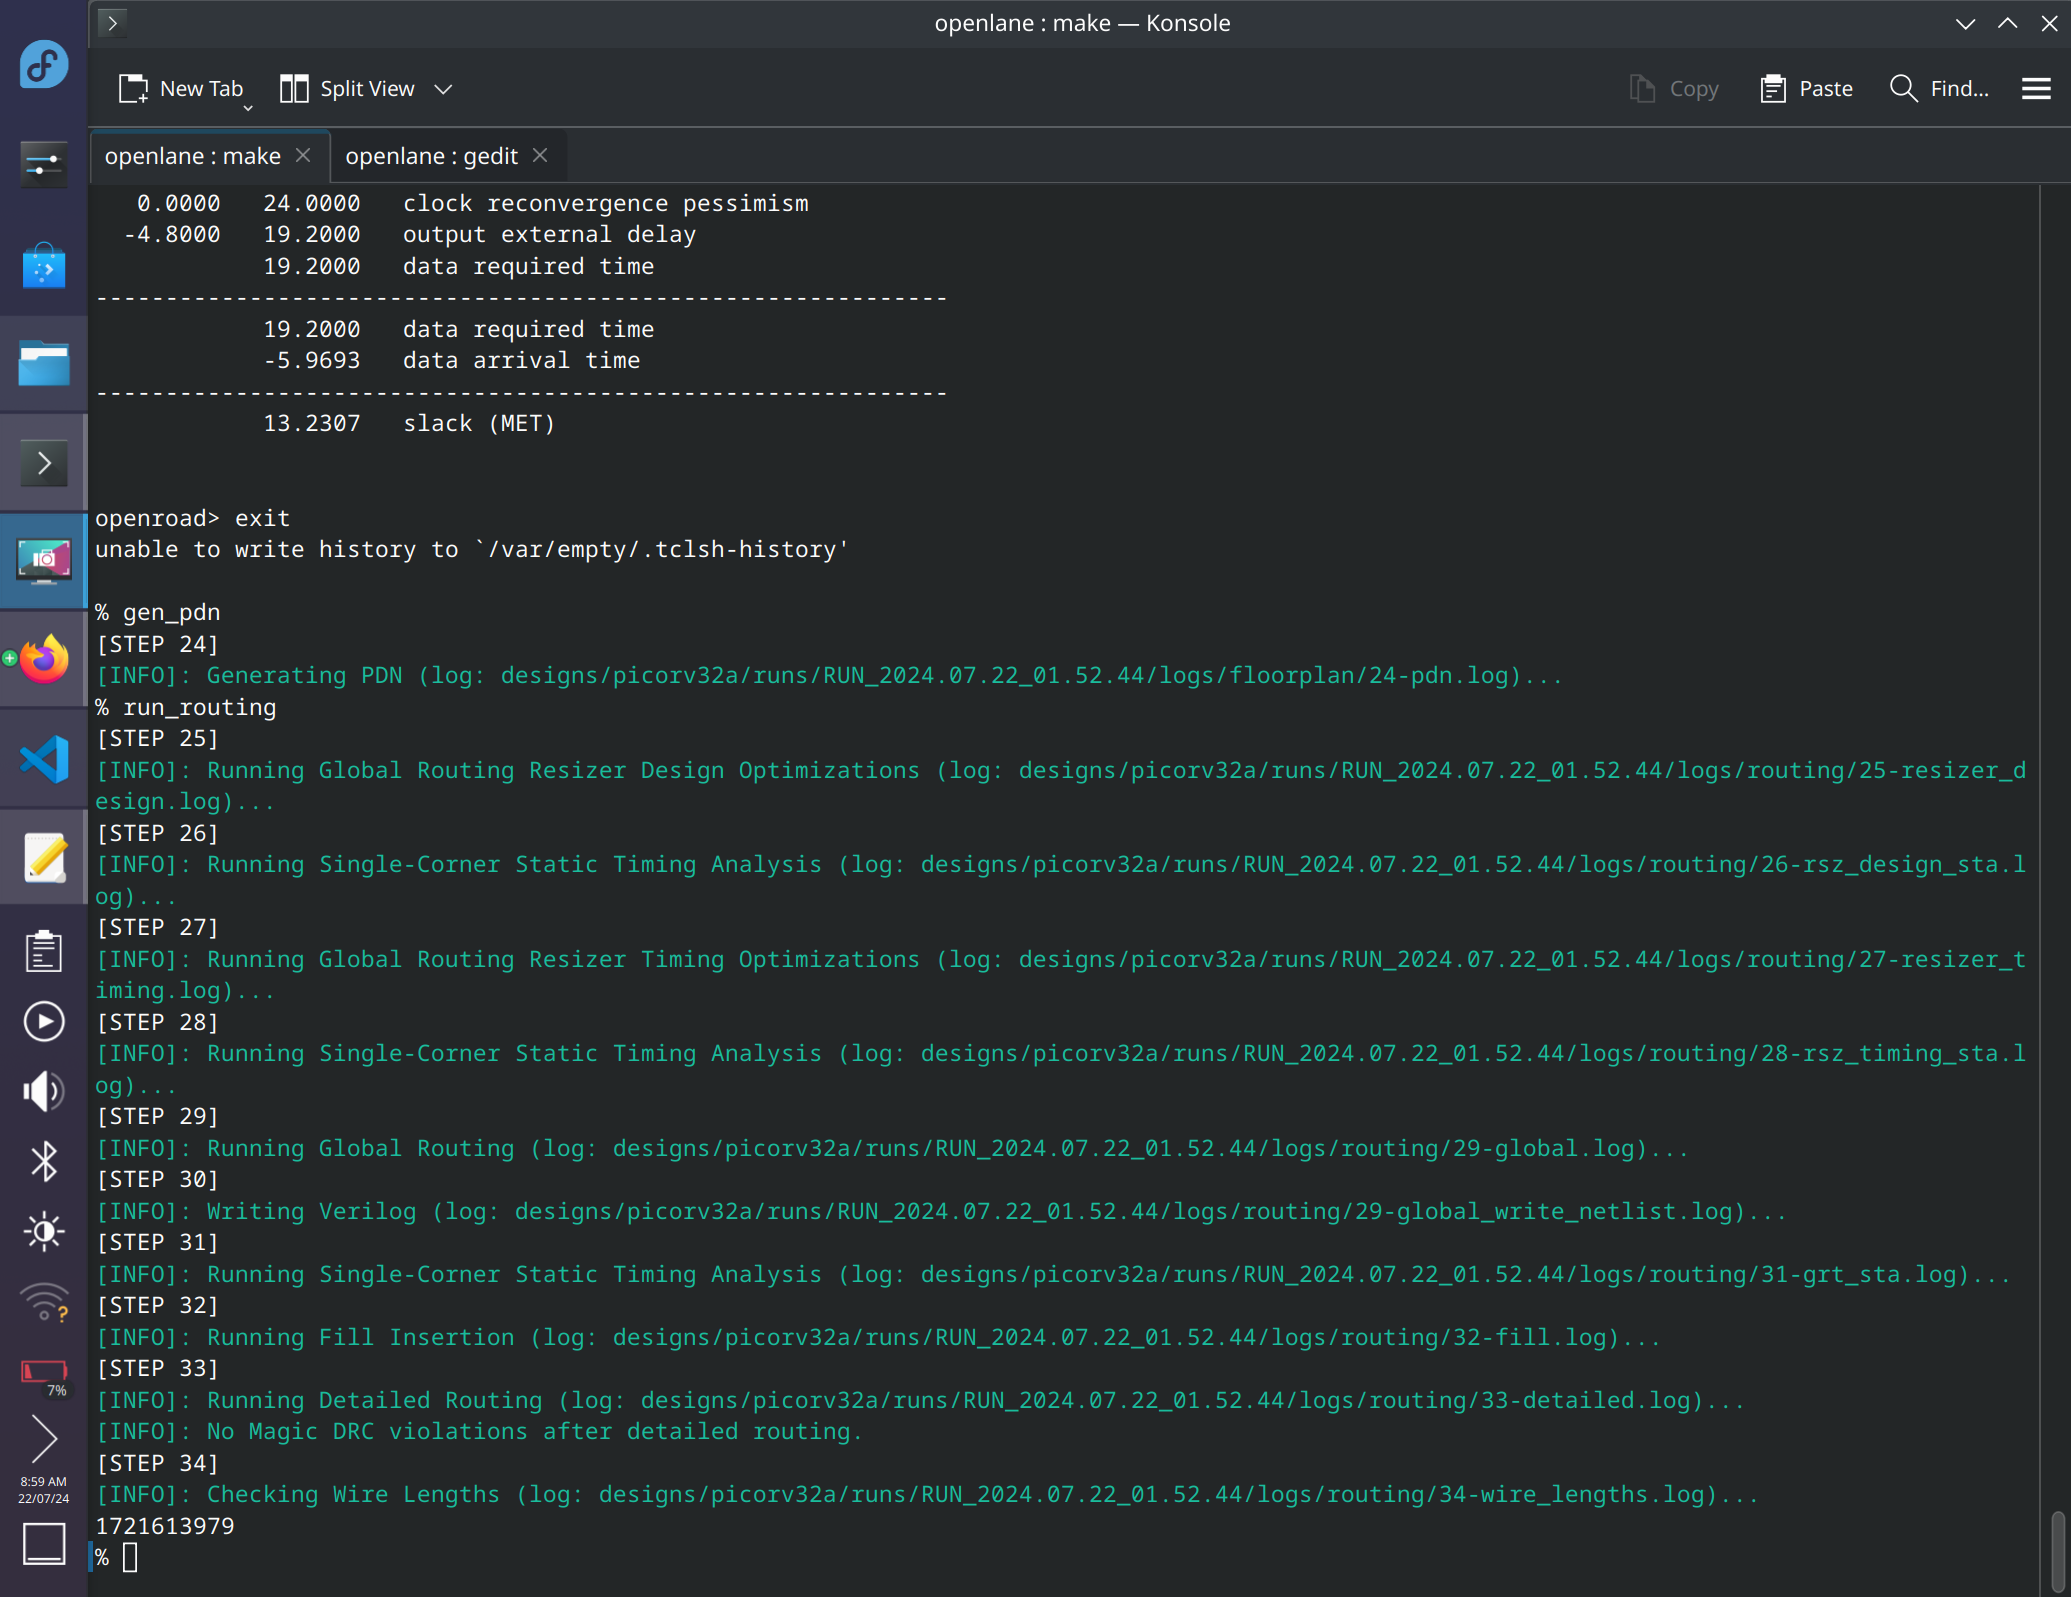 openlane : make — Konsole
New Tab Split View Copy Paste Find...
openlane : make openlane : gedit
0.0000 24.0000 clock reconvergence pessimism
-4.8000 19.2000 output external delay
19.2000 data required time
-------------------------------------------------------------
19.2000 data required time
-5.9693 data arrival time
-------------------------------------------------------------
13.2307 slack (MET)
openroad> exit
unable to write history to `/var/empty/.tclsh-history'
% gen_pdn
[STEP 24]
[INFO]: Generating PDN (log: designs/picorv32a/runs/RUN_2024.07.22_01.52.44/logs/floorplan/24-pdn.log)...
% run_routing
[STEP 25]
[INFO]: Running Global Routing Resizer Design Optimizations (log: designs/picorv32a/runs/RUN_2024.07.22_01.52.44/logs/routing/25-resizer_d
esign.log)...
[STEP 26]
[INFO]: Running Single-Corner Static Timing Analysis (log: designs/picorv32a/runs/RUN_2024.07.22_01.52.44/logs/routing/26-rsz_design_sta.l
og)...
[STEP 27]
[INFO]: Running Global Routing Resizer Timing Optimizations (log: designs/picorv32a/runs/RUN_2024.07.22_01.52.44/logs/routing/27-resizer_t
iming.log)...
[STEP 28]
[INFO]: Running Single-Corner Static Timing Analysis (log: designs/picorv32a/runs/RUN_2024.07.22_01.52.44/logs/routing/28-rsz_timing_sta.l
og)...
[STEP 29]
[INFO]: Running Global Routing (log: designs/picorv32a/runs/RUN_2024.07.22_01.52.44/logs/routing/29-global.log)...
[STEP 30]
[INFO]: Writing Verilog (log: designs/picorv32a/runs/RUN_2024.07.22_01.52.44/logs/routing/29-global_write_netlist.log)...
[STEP 31]
[INFO]: Running Single-Corner Static Timing Analysis (log: designs/picorv32a/runs/RUN_2024.07.22_01.52.44/logs/routing/31-grt_sta.log)...
[STEP 32]
[INFO]: Running Fill Insertion (log: designs/picorv32a/runs/RUN_2024.07.22_01.52.44/logs/routing/32-fill.log)...
[STEP 33]
[INFO]: Running Detailed Routing (log: designs/picorv32a/runs/RUN_2024.07.22_01.52.44/logs/routing/33-detailed.log)...
[INFO]: No Magic DRC violations after detailed routing.
[STEP 34]
[INFO]: Checking Wire Lengths (log: designs/picorv32a/runs/RUN_2024.07.22_01.52.44/logs/routing/34-wire_lengths.log)...
1721613979
%
7%
8:59 AM
22/07/24